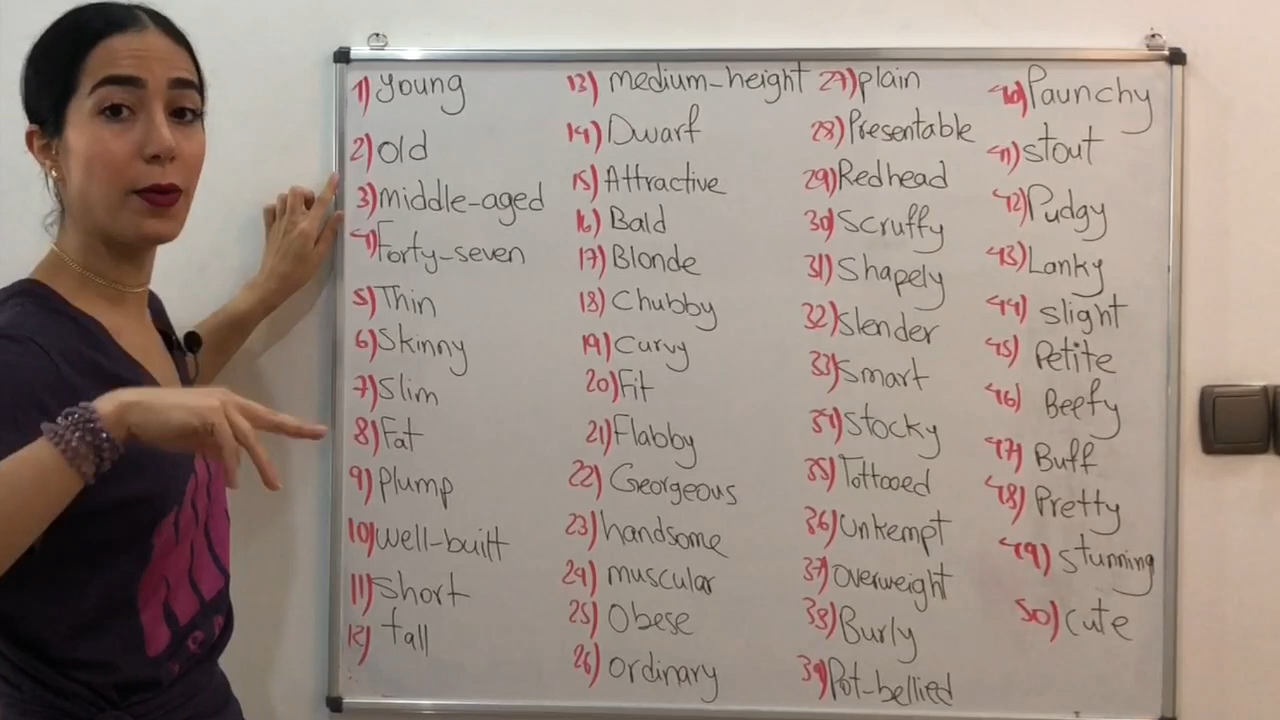 1) Young
2) old
3) middle-aged
4) Forty-seven
5) Thin
6) Skinny
7) Slim
8) Fat
9) Plump
10) well-built
11) Short
12) tall
13) medium-height
14) Dwarf
15) Attractive
16) Bald
17) Blonde
18) Chubby
19) Curvy
20) Fit
21) Flabby
22) Georgeous
23) handsome
24) muscular
25) Obese
26) ordinary
27) plain
28) Presentable
29) Redhead
30) Scruffy
31) Shapely
32) slender
33) Smart
34) Stocky
35) Tottooed
36) unkempt
37) overweight
38) Burly
39) Pot-bellied
40) Paunchy
41) stout
42) Pudgy
43) Lanky
44) slight
45) Petite
46) Beefy
47) Buff
48) Pretty
49) stunning
50) cute